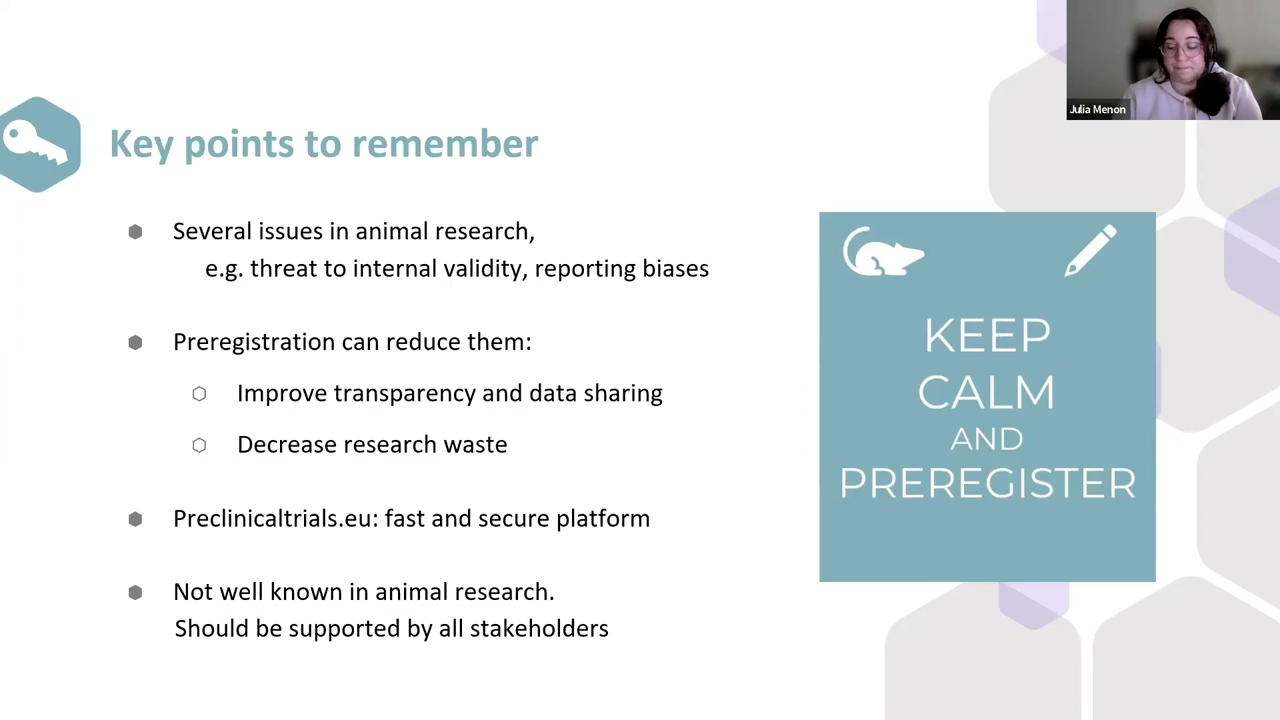 Julia Menon
Key points to remember
Several issues in animal research,
e.g. threat to internal validity, reporting biases
Preregistration can reduce them:
Improve transparency and data sharing
Decrease research waste
Preclinicaltrials.eu: fast and secure platform
Not well known in animal research.
Should be supported by all stakeholders
KEEP
CALM
AND
PREREGISTER